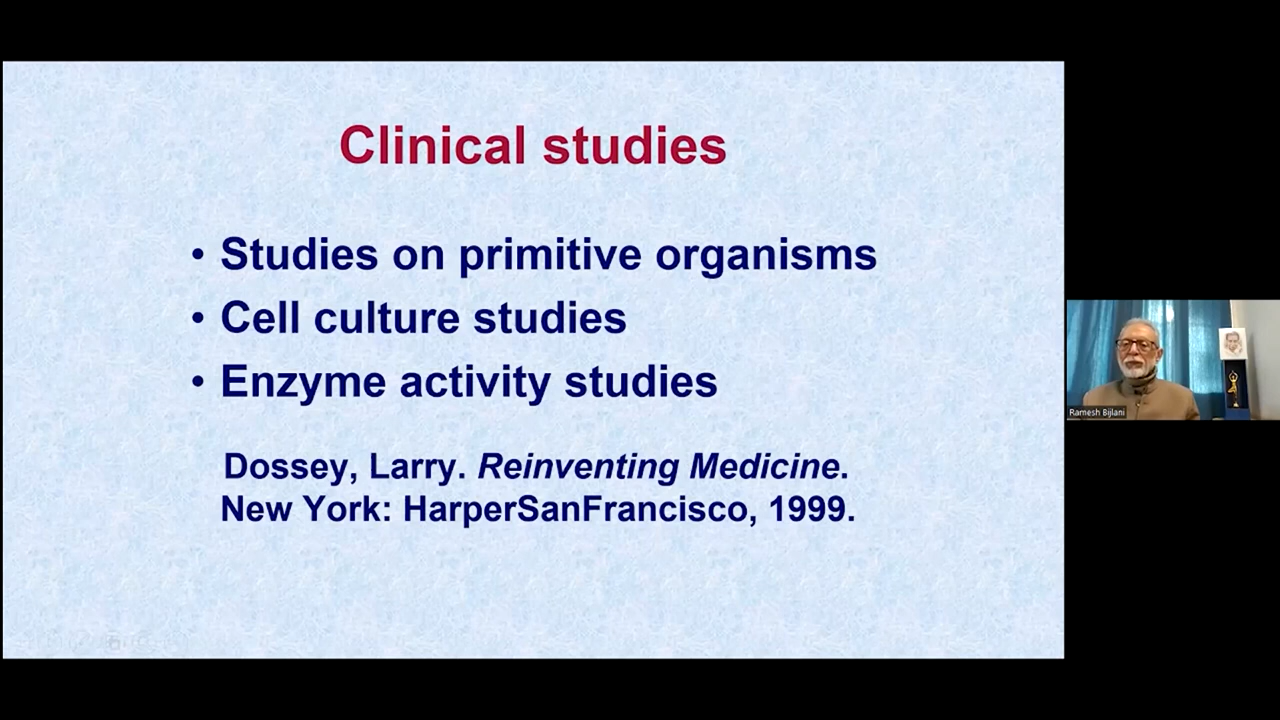 Clinical studies
• Studies on primitive organisms
• Cell culture studies
• Enzyme activity studies
Dossey, Larry. Reinventing Medicine.
New York: HarperSanFrancisco, 1999.
Ramesh Bijlani